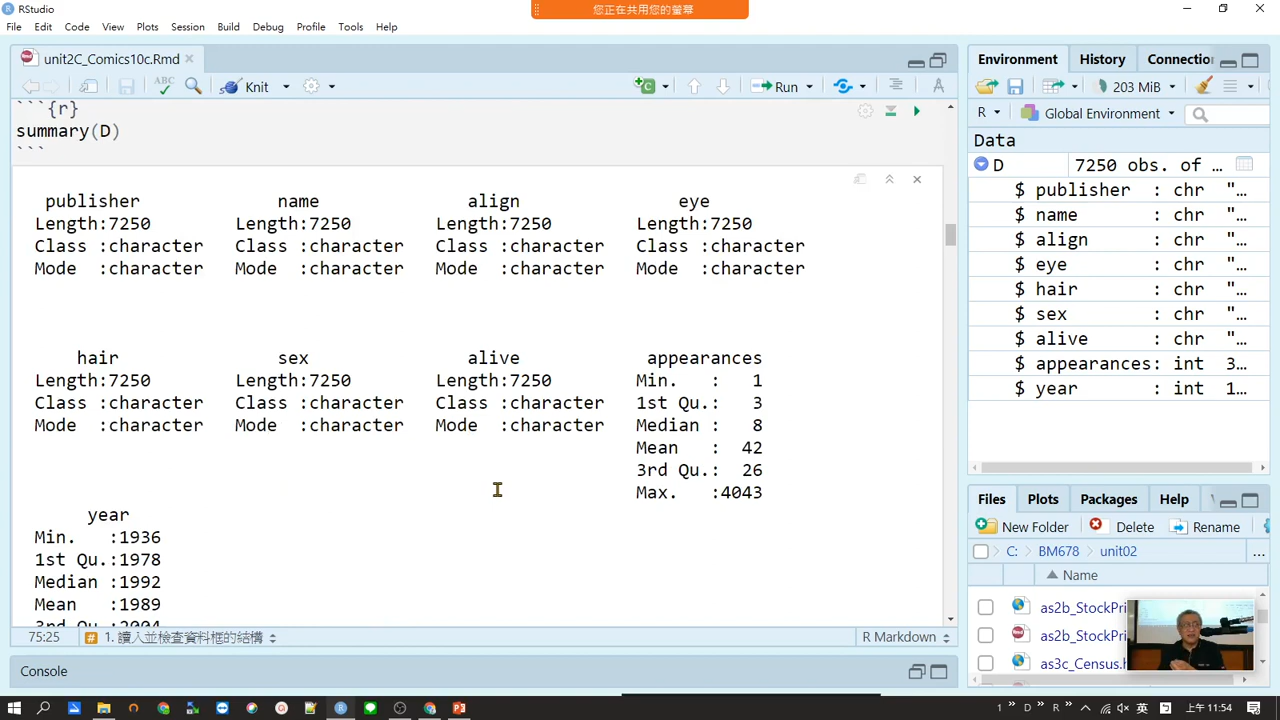 RStudio
您正在共用您的螢幕
File Edit Code View Plots Session Build Debug Profile Tools Help
unit2C_Comics10c.Rmd
ABC Knit Run
```{r}
summary(D)
```
publisher name align eye
Length:7250 Length:7250 Length:7250 Length:7250
Class :character Class :character Class :character Class :character
Mode :character Mode :character Mode :character Mode :character
hair sex alive appearances
Length:7250 Length:7250 Length:7250 Min. : 1
Class :character Class :character Class :character 1st Qu.: 3
Mode :character Mode :character Mode :character Median : 8
Mean : 42
3rd Qu.: 26
Max. :4043
year
Min. :1936
1st Qu.:1978
Median :1992
Mean :1989
3rd Qu.:2004
75:25 # 1. 讀入並檢查資料框的結構 R Markdown
Console
Environment History Connectio
203 MiB
R Global Environment
Data
D 7250 obs. of …
$ publisher : chr "…
$ name : chr "…
$ align : chr "…
$ eye : chr "…
$ hair : chr "…
$ sex : chr "…
$ alive : chr "…
$ appearances: int 3…
$ year : int 1…
Files Plots Packages Help
New Folder Delete Rename
C: BM678 unit02 ...
Name
as2b_StockPri
as2b_StockPri
as3c_Census.h
1 » D » R » 英 上午 11:54